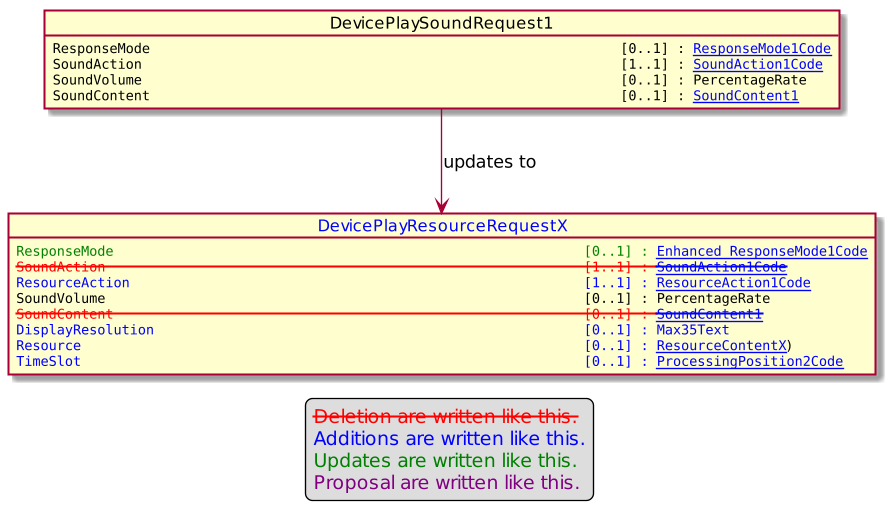 DevicePlaySoundRequest1
ResponseMode [0..1] : ResponseMode1Code
SoundAction [1..1] : SoundAction1Code
SoundVolume [0..1] : PercentageRate
SoundContent [0..1] : SoundContent1
updates to
DevicePlayResourceRequestX
ResponseMode [0..1] : Enhanced ResponseMode1Code
SoundAction [1..1] : SoundAction1Code
ResourceAction [1..1] : ResourceAction1Code
SoundVolume [0..1] : PercentageRate
SoundContent [0..1] : SoundContent1
DisplayResolution [0..1] : Max35Text
Resource [0..1] : ResourceContentX)
TimeSlot [0..1] : ProcessingPosition2Code
Deletion are written like this.
Additions are written like this.
Updates are written like this.
Proposal are written like this.